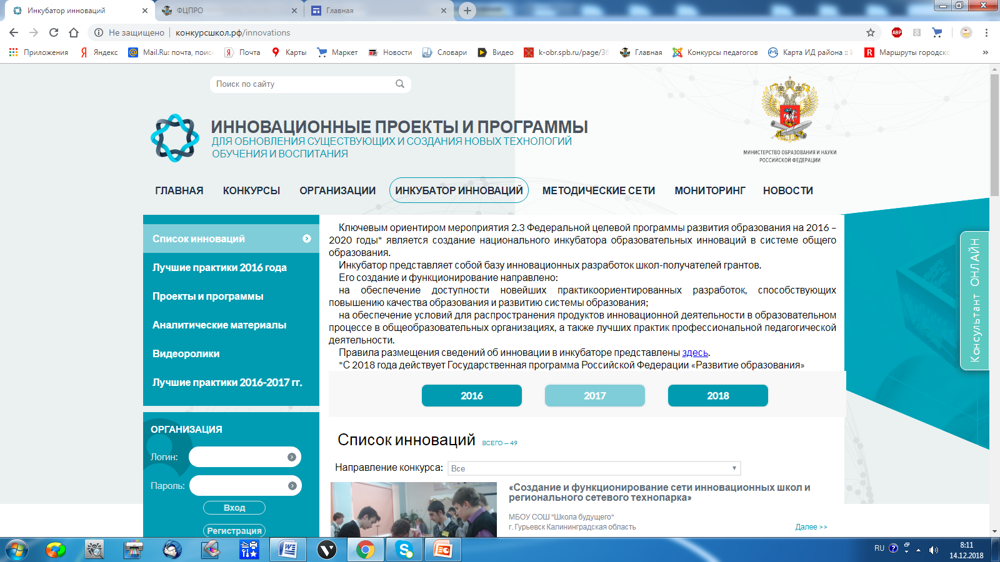 Инкубатор инноваций
ФЦПРО
Главная
Не защищено
конкурсшкол.рф/innovations
Приложения
Яндекс
Mail.Ru: почта, поис
Почта
Карты
Маркет
Новости
Словари
Видео
k-obr.spb.ru/page/36
Главная
Конкурсы педагогов
Карта ИД района ::
Маршруты городско
»
Поиск по сайту
ИННОВАЦИОННЫЕ ПРОЕКТЫ И ПРОГРАММЫ
ДЛЯ ОБНОВЛЕНИЯ СУЩЕСТВУЮЩИХ И СОЗДАНИЯ НОВЫХ ТЕХНОЛОГИЙ
ОБУЧЕНИЯ И ВОСПИТАНИЯ
МИНИСТЕРСТВО ОБРАЗОВАНИЯ И НАУКИ
РОССИЙСКОЙ ФЕДЕРАЦИИ
ГЛАВНАЯ КОНКУРСЫ ОРГАНИЗАЦИИ ИНКУБАТОР ИННОВАЦИЙ МЕТОДИЧЕСКИЕ СЕТИ МОНИТОРИНГ НОВОСТИ
Список инноваций
Лучшие практики 2016 года
Проекты и программы
Аналитические материалы
Видеоролики
Лучшие практики 2016-2017 гг.
ОРГАНИЗАЦИЯ
Логин:
Пароль:
Вход
Регистрация
Ключевым ориентиром мероприятия 2.3 Федеральной целевой программы развития образования на 2016 –
2020 годы* является создание национального инкубатора образовательных инноваций в системе общего
образования.
Инкубатор представляет собой базу инновационных разработок школ-получателей грантов.
Его создание и функционирование направлено:
на обеспечение доступности новейших практикоориентированных разработок, способствующих
повышению качества образования и развитию системы образования;
на обеспечение условий для распространения продуктов инновационной деятельности в образовательном
процессе в общеобразовательных организациях, а также лучших практик профессиональной педагогической
деятельности.
Правила размещения сведений об инновации в инкубаторе представлены здесь.
*С 2018 года действует Государственная программа Российской Федерации «Развитие образования»
2016 2017 2018
Список инноваций ВСЕГО – 49
Направление конкурса: Все
«Создание и функционирование сети инновационных школ и
регионального сетевого технопарка»
МБОУ СОШ "Школа будущего"
г. Гурьевск Калининградская область
Далее >>
Консультант ОНЛАЙН
RU
8:11
14.12.2018